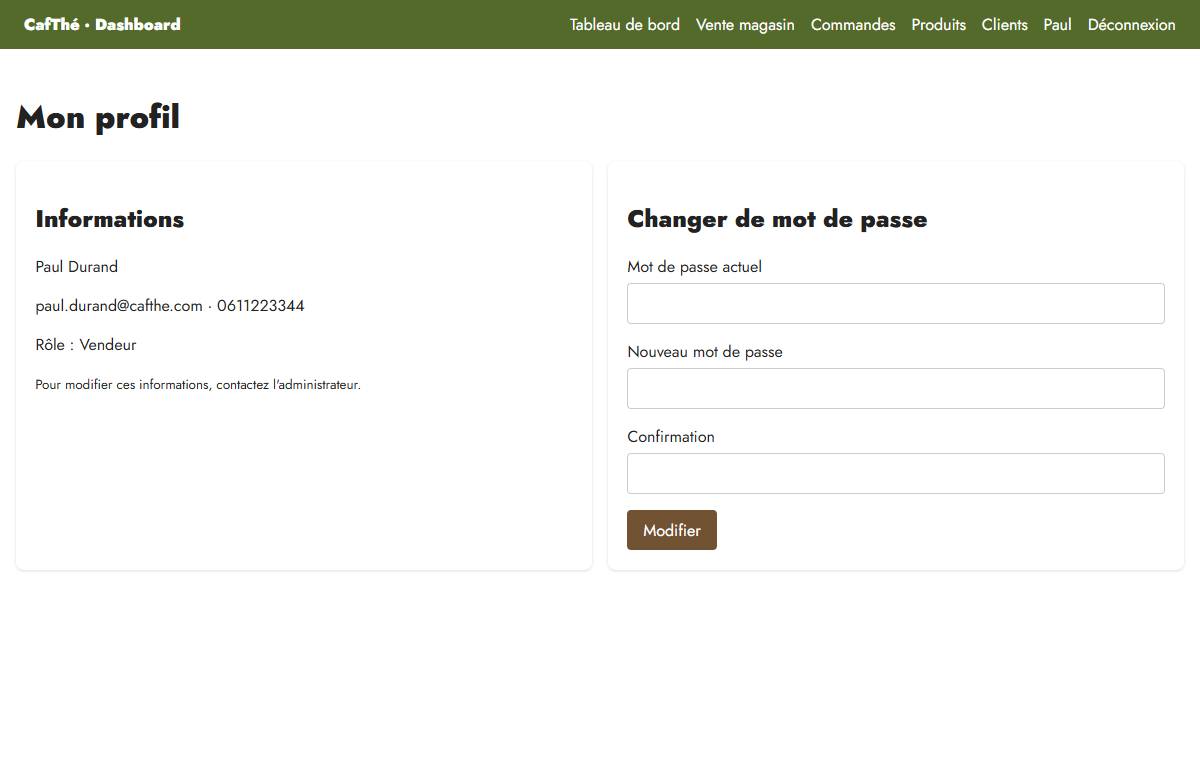 CafThé · Dashboard
Tableau de bord Vente magasin Commandes Produits Clients Paul Déconnexion
Mon profil
Informations
Paul Durand
paul.durand@cafthe.com · 0611223344
Rôle : Vendeur
Pour modifier ces informations, contactez l'administrateur.
Changer de mot de passe
Mot de passe actuel
Nouveau mot de passe
Confirmation
Modifier